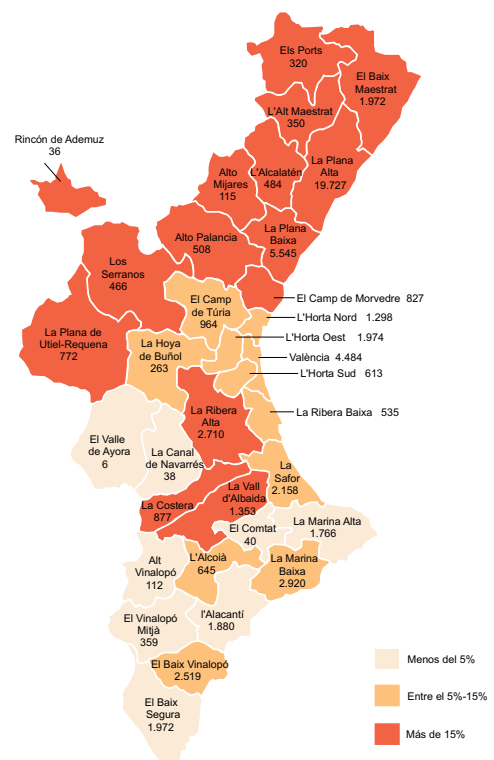 Els Ports
320
El Baix
Maestrat
1.972
L'Alt Maestrat
350
Rincón de Ademuz
36
La Plana
Alta
19.727
L'Alcalatén
484
Alto
Mijares
115
La Plana
Baixa
5.545
Alto Palancia
508
Los
Serranos
466
El Camp
de Túria
964
El Camp de Morvedre 827
L'Horta Nord 1.298
L'Horta Oest 1.974
València 4.484
L'Horta Sud 613
La Plana de
Utiel-Requena
772
La Hoya
de Buñol
263
La Ribera
Alta
2.710
La Ribera Baixa 535
El Valle
de Ayora
6
La Canal
de Navarrés
38
La
Safor
2.158
La Vall
d'Albaida
1.353
La Costera
877
El Comtat
40
La Marina Alta
1.766
Alt
Vinalopó
112
L'Alcoià
645
La Marina
Baixa
2.920
El Vinalopó
Mitjà
359
l'Alacantí
1.880
El Baix Vinalopó
2.519
El Baix
Segura
1.972
Menos del 5%
Entre el 5%-15%
Más de 15%